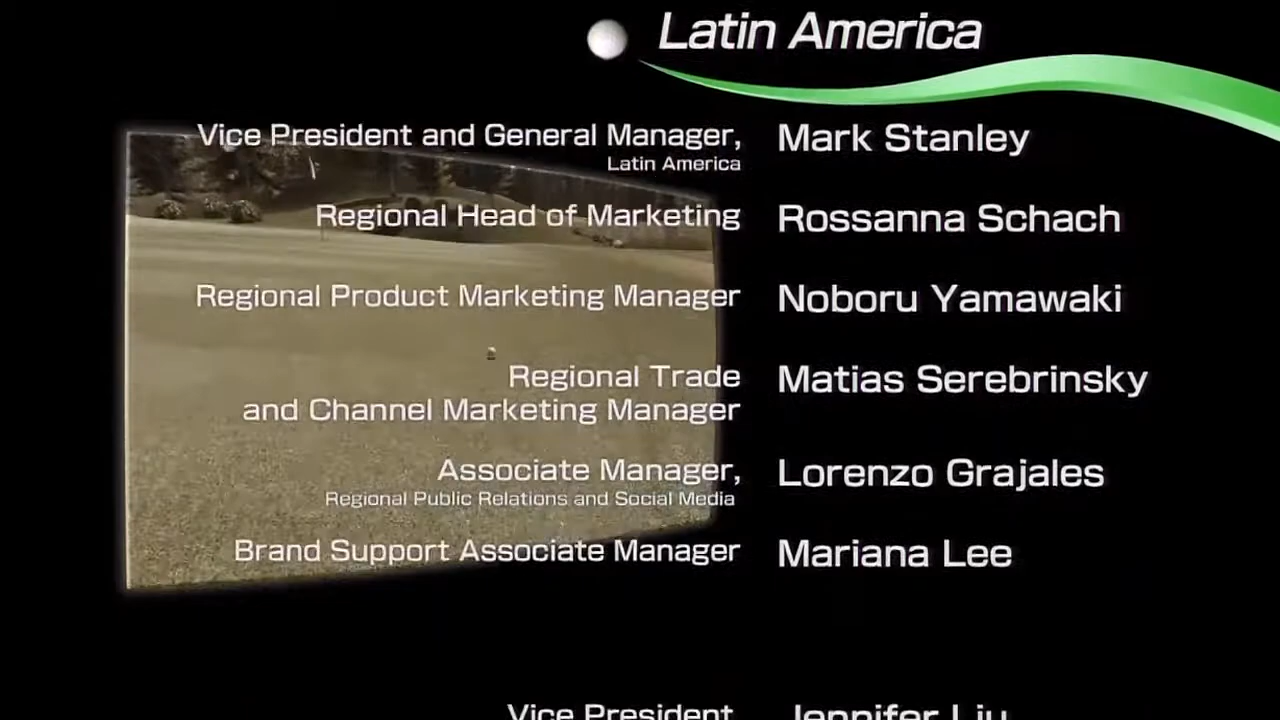 Latin America
Vice President and General Manager, Mark Stanley
Latin America
Regional Head of Marketing Rossanna Schach
Regional Product Marketing Manager Noboru Yamawaki
Regional Trade Matias Serebrinsky
and Channel Marketing Manager
Associate Manager, Lorenzo Grajales
Regional Public Relations and Social Media
Brand Support Associate Manager Mariana Lee
Vice President, Jennifer Liu